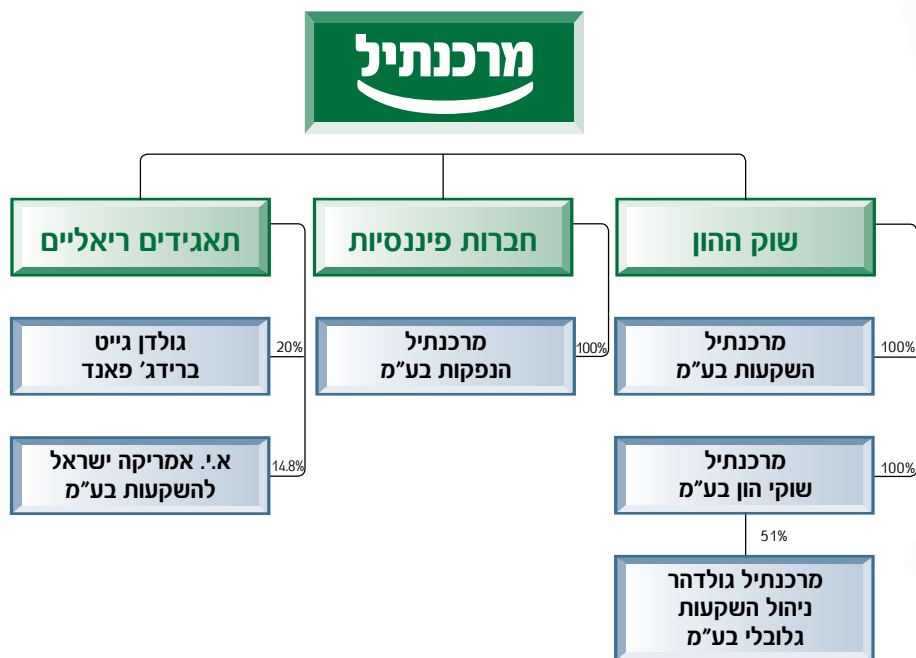 מרכנתיל
שוק ההון
חברות פיננסיות
תאגידים ריאליים
מרכנתיל
השקעות בע״מ
100%
מרכנתיל
הנפקות בע״מ
100%
גולדן גייט
ברידג׳ פאנד
20%
מרכנתיל
שוקי הון בע״מ
100%
א.י. אמריקה ישראל
להשקעות בע״מ
14.8%
51%
מרכנתיל גולדהר
ניהול השקעות
גלובלי בע״מ